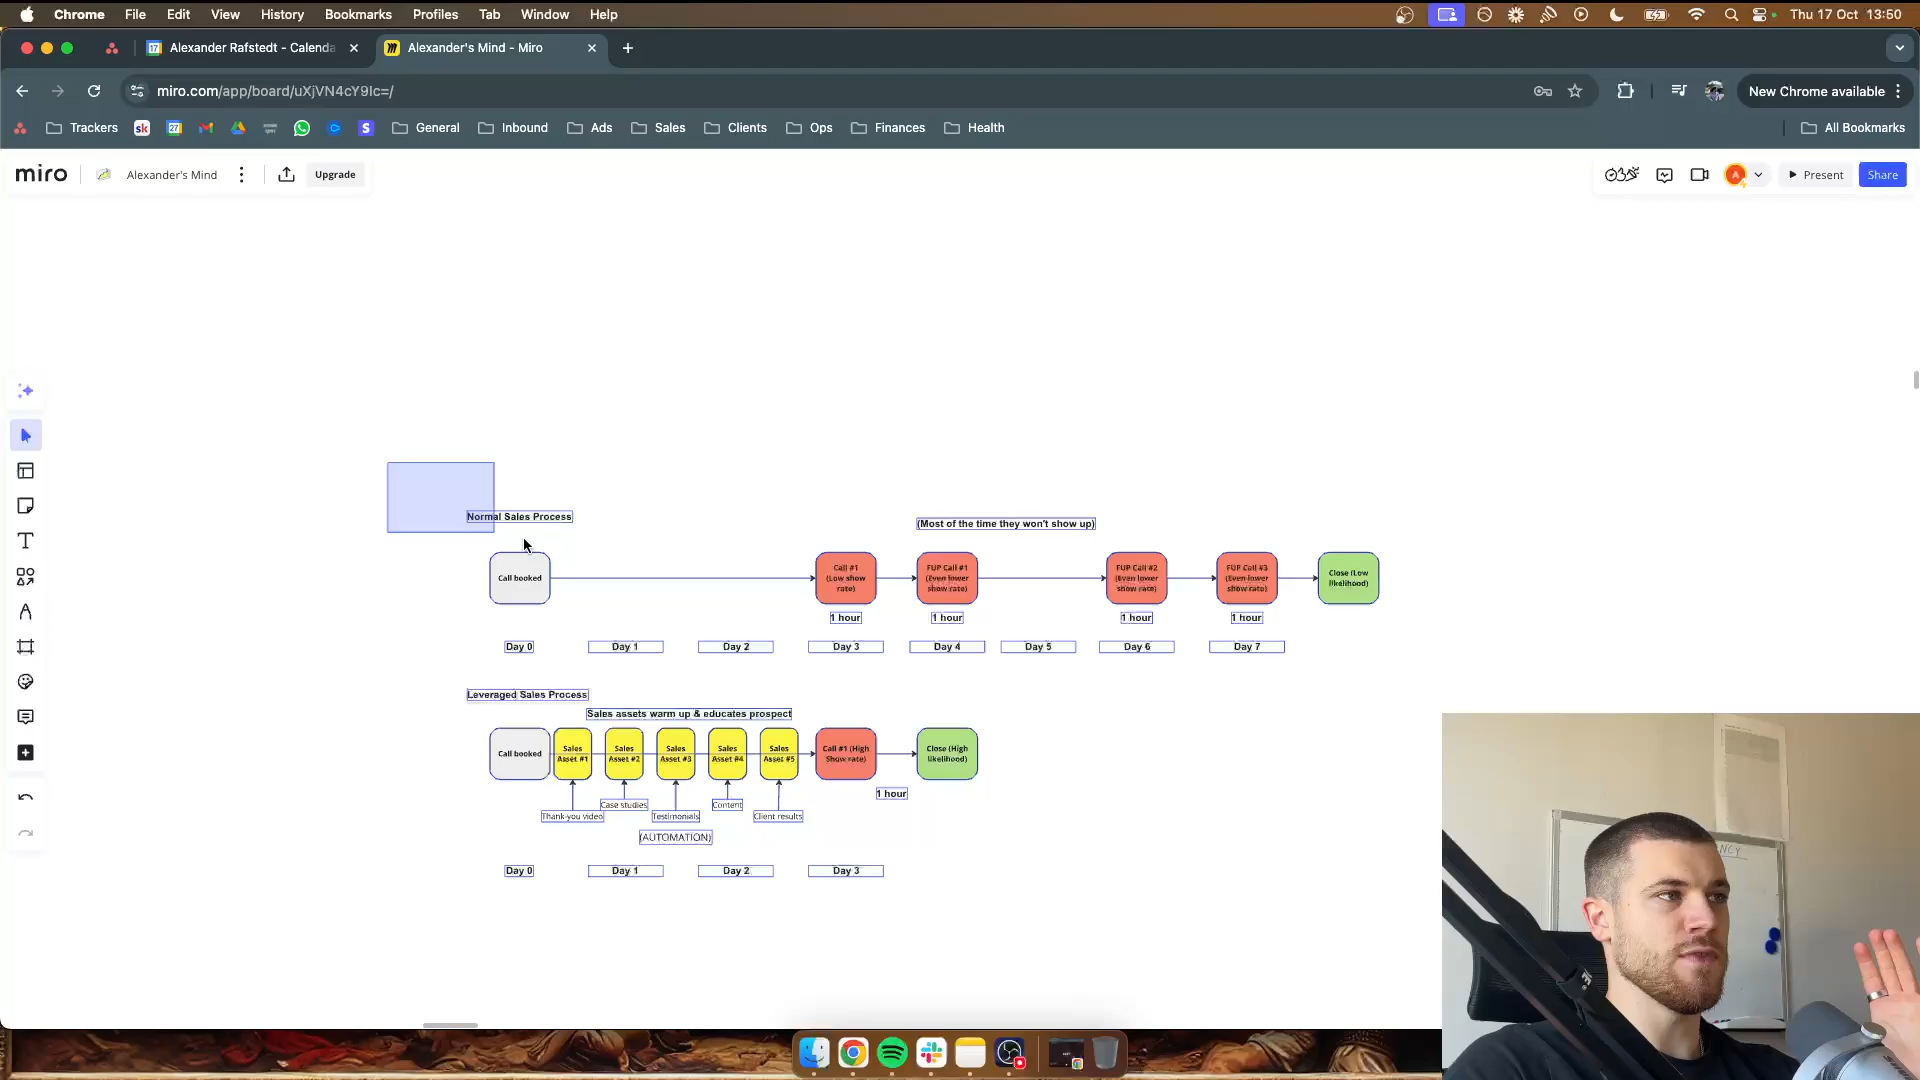 Chrome File Edit View History Bookmarks Profiles Tab Window Help
Thu 17 Oct 13:50
Alexander Rafstedt - Calenda
Alexander's Mind - Miro
miro.com/app/board/uXjVN4cY9Ic=/
New Chrome available
Trackers
sk
27
S
General
Inbound
Ads
Sales
Clients
Ops
Finances
Health
All Bookmarks
miro
Alexander's Mind
Upgrade
A
Present
Share
Normal Sales Process
(Most of the time they won't show up)
Call booked
Call #1
(Low show
rate)
FUP Call #1
(Even lower
show rate)
FUP Call #2
(Even lower
show rate)
FUP Call #3
(Even lower
show rate)
Close (Low
likelihood)
1 hour
1 hour
1 hour
1 hour
Day 0
Day 1
Day 2
Day 3
Day 4
Day 5
Day 6
Day 7
Leveraged Sales Process
Sales assets warm up & educates prospect
Call booked
Sales
Asset #1
Sales
Asset #2
Sales
Asset #3
Sales
Asset #4
Sales
Asset #5
Call #1 (High
Show rate)
Close (High
likelihood)
1 hour
Thank-you video
Case studies
Testimonials
Content
Client results
(AUTOMATION)
Day 0
Day 1
Day 2
Day 3